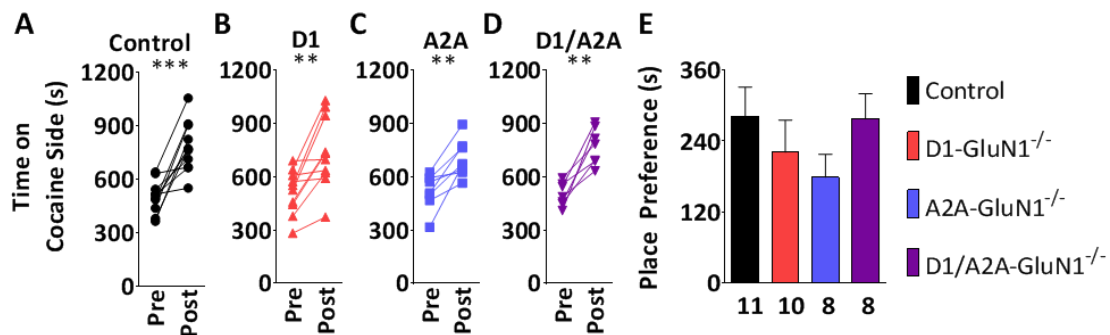 A
Control
***
Time on
Cocaine Side (s)
1200
900
600
300
0
Pre
Post
B
D1
**
1200
900
600
300
0
Pre
Post
C
A2A
**
1200
900
600
300
0
Pre
Post
D
D1/A2A
**
1200
900
600
300
0
Pre
Post
E
Place Preference (s)
360
240
120
0
11 10 8 8
Control
D1-GluN1-/-
A2A-GluN1-/-
D1/A2A-GluN1-/-